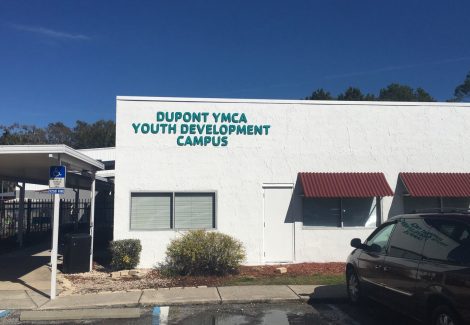 DUPONT YMCA
YOUTH DEVELOPMENT
CAMPUS